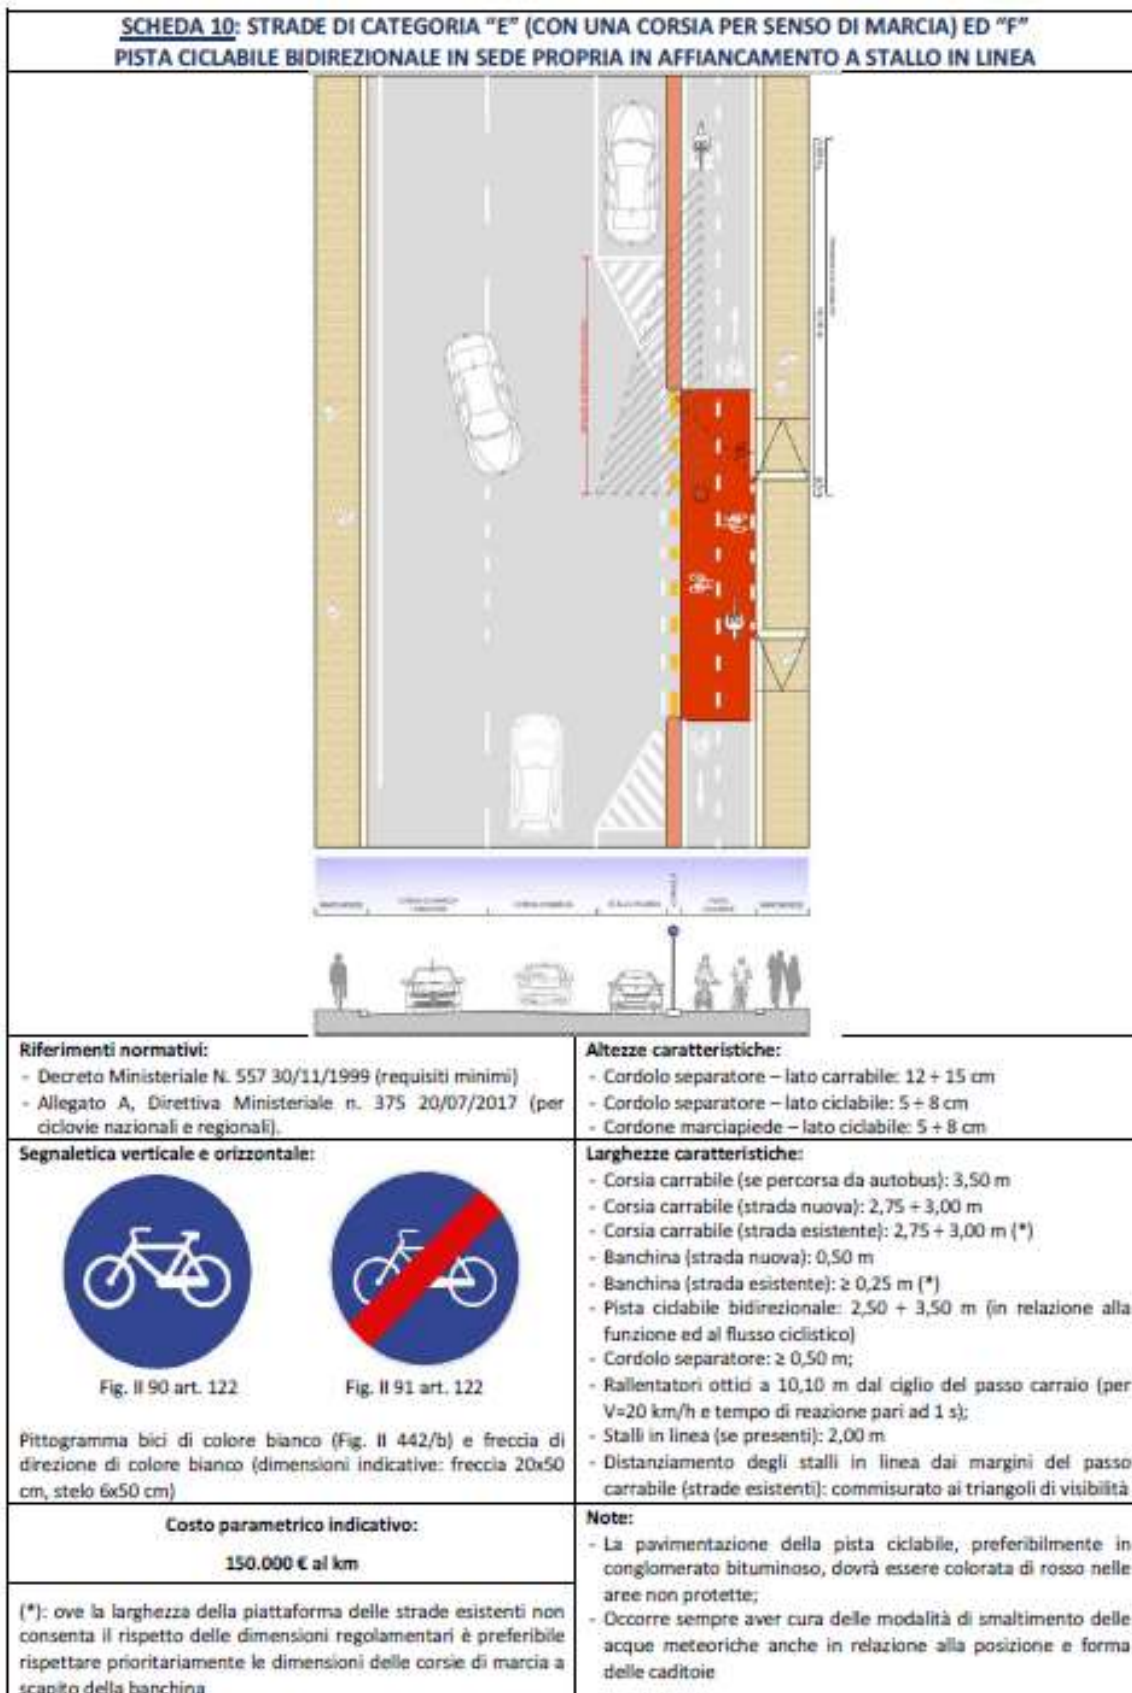 SCHEDA 10: STRADE DI CATEGORIA "E" (CON UNA CORSIA PER SENSO DI MARCIA) ED "F"
PISTA CICLABILE BIDIREZIONALE IN SEDE PROPRIA IN AFFIANCAMENTO A STALLO IN LINEA
Riferimenti normativi:
- Decreto Ministeriale N. 557 30/11/1999 (requisiti minimi)
- Allegato A, Direttiva Ministeriale n. 375 20/07/2017 (per
ciclovie nazionali e regionali).
Altezze caratteristiche:
- Cordolo separatore – lato carrabile: 12 ÷ 15 cm
- Cordolo separatore – lato ciclabile: 5 ÷ 8 cm
- Cordone marciapiede – lato ciclabile: 5 ÷ 8 cm
Segnaletica verticale e orizzontale:
Fig. II 90 art. 122
Fig. II 91 art. 122
Pittogramma bici di colore bianco (Fig. II 442/b) e freccia di
direzione di colore bianco (dimensioni indicative: freccia 20x50
cm, stelo 6x50 cm)
Larghezze caratteristiche:
- Corsia carrabile (se percorsa da autobus): 3,50 m
- Corsia carrabile (strada nuova): 2,75 ÷ 3,00 m
- Corsia carrabile (strada esistente): 2,75 ÷ 3,00 m (*)
- Banchina (strada nuova): 0,50 m
- Banchina (strada esistente): ≥ 0,25 m (*)
- Pista ciclabile bidirezionale: 2,50 ÷ 3,50 m (in relazione alla
funzione ed al flusso ciclistico)
- Cordolo separatore: ≥ 0,50 m;
- Rallentatori ottici a 10,10 m dal ciglio del passo carraio (per
V=20 km/h e tempo di reazione pari ad 1 s);
- Stalli in linea (se presenti): 2,00 m
- Distanziamento degli stalli in linea dai margini del passo
carrabile (strade esistenti): commisurato ai triangoli di visibilità
Costo parametrico indicativo:
150.000 € al km
(*): ove la larghezza della piattaforma delle strade esistenti non
consenta il rispetto delle dimensioni regolamentari è preferibile
rispettare prioritariamente le dimensioni delle corsie di marcia a
scapito della banchina
Note:
- La pavimentazione della pista ciclabile, preferibilmente in
conglomerato bituminoso, dovrà essere colorata di rosso nelle
aree non protette;
- Occorre sempre aver cura delle modalità di smaltimento delle
acque meteoriche anche in relazione alla posizione e forma
delle caditoie